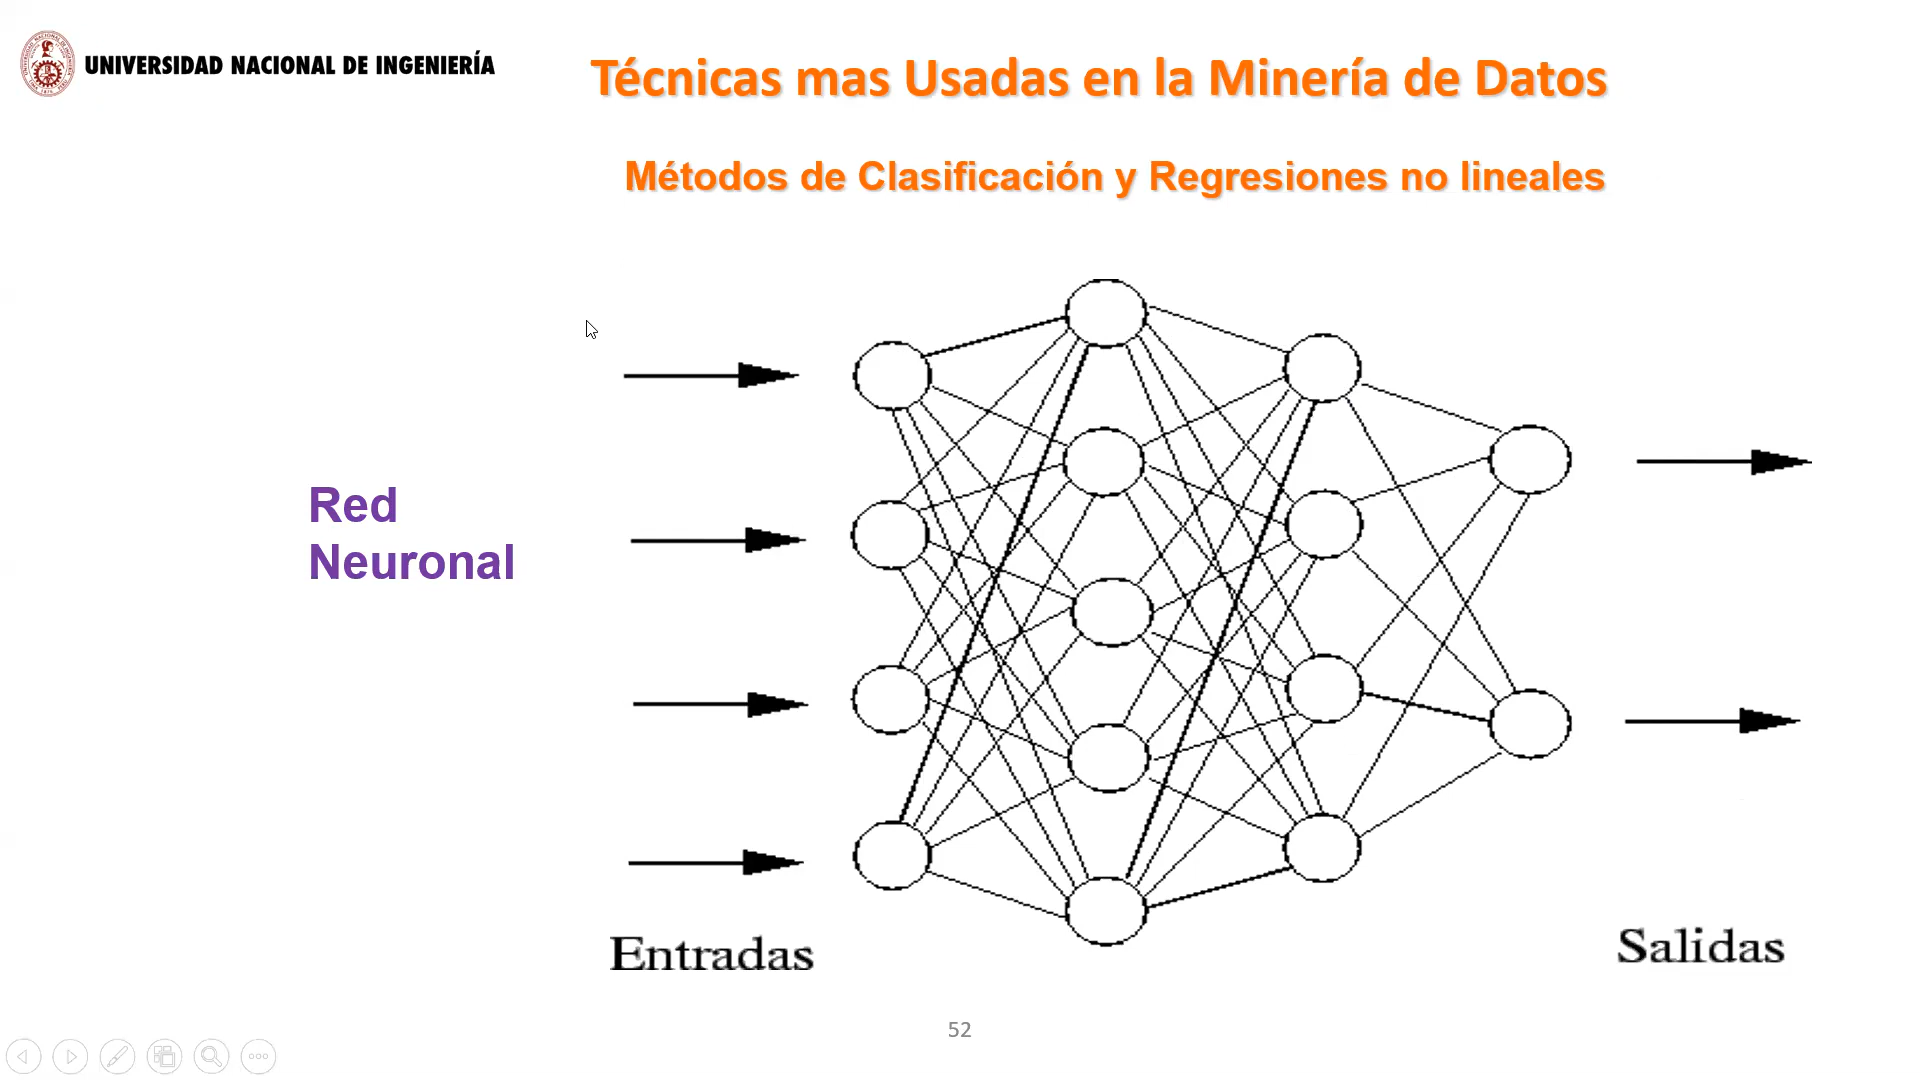 UNIVERSIDAD NACIONAL DE INGENIERÍA
Técnicas mas Usadas en la Minería de Datos
Métodos de Clasificación y Regresiones no lineales
Red
Neuronal
Entradas
Salidas
52